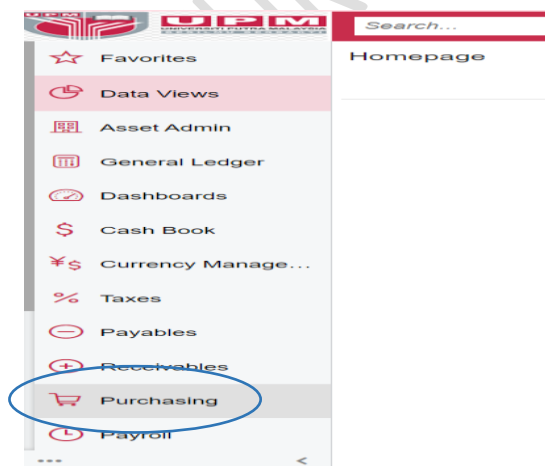 UPM
UNIVERSITI PUTRA MALAYSIA
Search...
Homepage
Favorites
Data Views
Asset Admin
General Ledger
Dashboards
$ Cash Book
¥$ Currency Manage...
% Taxes
Payables
Receivables
Purchasing
Payroll
... <